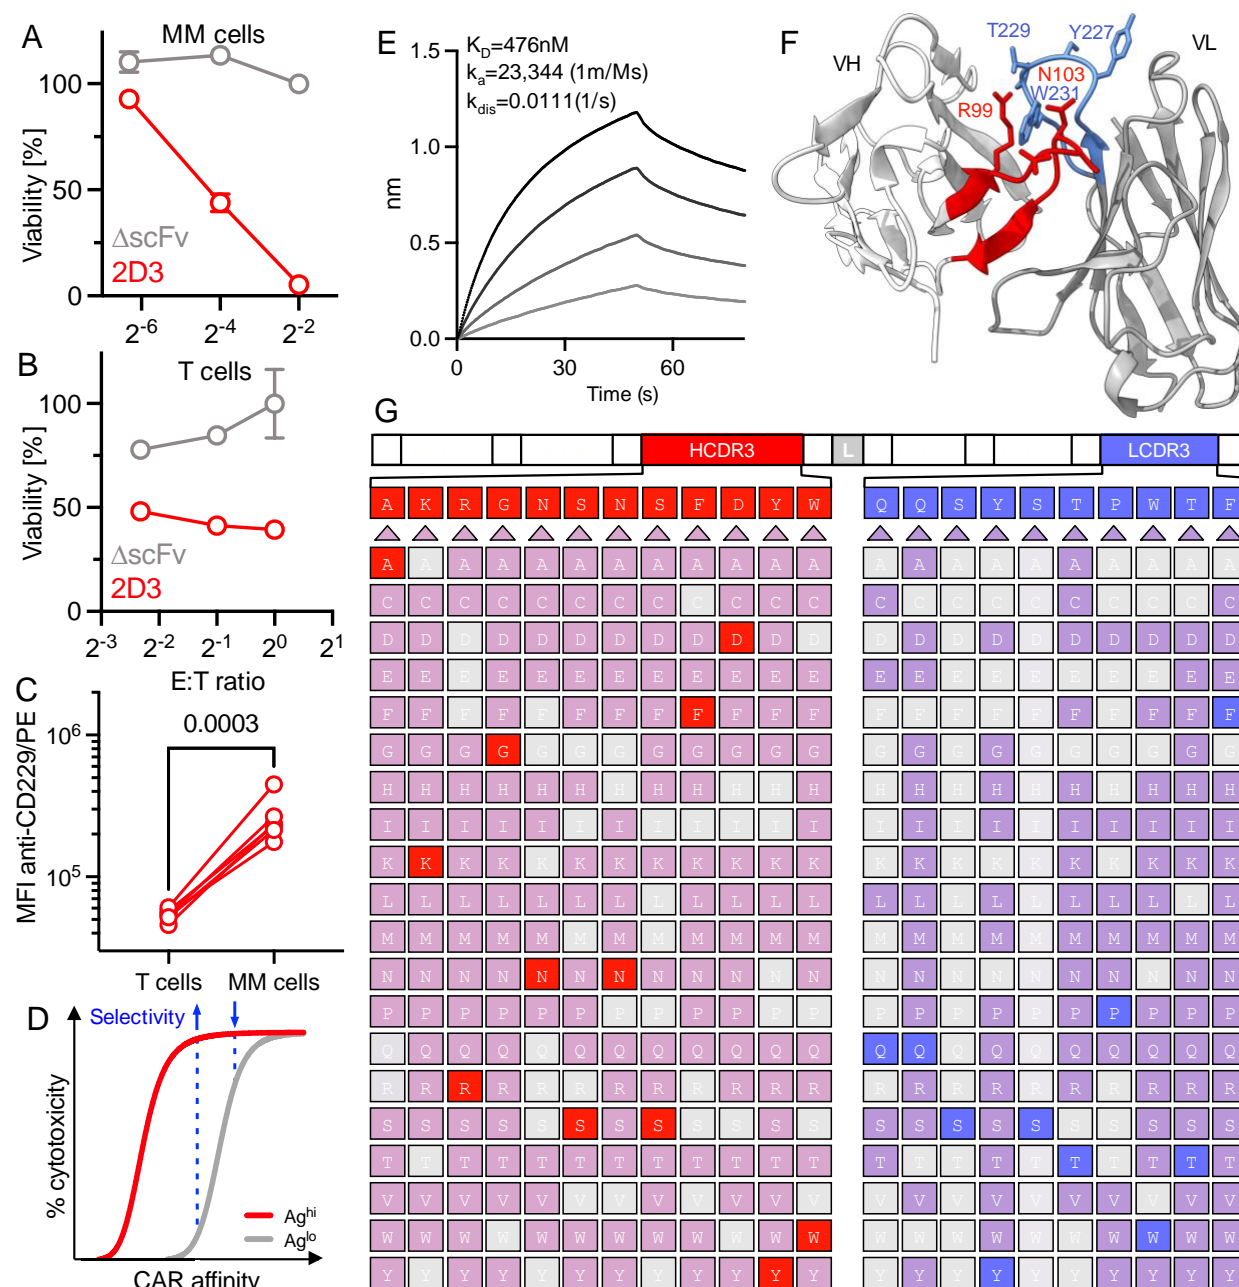 A
MM cells
Viability [%]
100
50
0
ΔscFv
2D3
2-6
2-4
2-2
B
T cells
Viability [%]
100
50
0
ΔscFv
2D3
2-3
2-2
2-1
20
21
E:T ratio
C
0.0003
MFI anti-CD229/PE
106
105
T cells
MM cells
D
Selectivity
% cytotoxicity
Aghi
Aglo
CAR affinity
E
KD=476nM
ka=23,344 (1m/Ms)
kdis=0.0111(1/s)
nm
1.5
1.0
0.5
0.0
0
30
60
Time (s)
F
VH
VL
T229
Y227
N103
W231
R99
G
HCDR3
L
LCDR3
A K R G N S N S F D Y W Q Q S Y S T P W T F
A A A A A A A A A A A A A A A A A A A A A A
C C C C C C C C C C C C C C C C C C C C C C
D D D D D D D D D D D D D D D D D D D D D D
E E E E E E E E E E E E E E E E E E E E E E
F F F F F F F F F F F F F F F F F F F F F F
G G G G G G G G G G G G G G G G G G G G G G
H H H H H H H H H H H H H H H H H H H H H H
I I I I I I I I I I I I I I I I I I I I I I
K K K K K K K K K K K K K K K K K K K K K K
L L L L L L L L L L L L L L L L L L L L L L
M M M M M M M M M M M M M M M M M M M M M M
N N N N N N N N N N N N N N N N N N N N N N
P P P P P P P P P P P P P P P P P P P P P P
Q Q Q Q Q Q Q Q Q Q Q Q Q Q Q Q Q Q Q Q Q Q
R R R R R R R R R R R R R R R R R R R R R R
S S S S S S S S S S S S S S S S S S S S S S
T T T T T T T T T T T T T T T T T T T T T T
V V V V V V V V V V V V V V V V V V V V V V
W W W W W W W W W W W W W W W W W W W W W W
Y Y Y Y Y Y Y Y Y Y Y Y Y Y Y Y Y Y Y Y Y Y